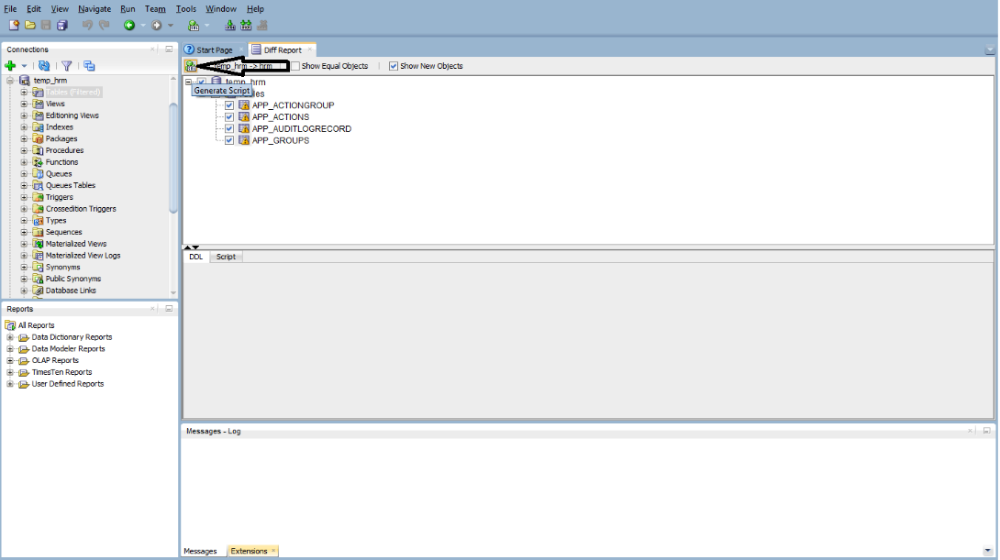 File Edit View Navigate Run Team Tools Window Help
Connections
temp_hrm
Tables (Filtered)
Views
Editioning Views
Indexes
Packages
Procedures
Functions
Queues
Queues Tables
Triggers
Crossedition Triggers
Types
Sequences
Materialized Views
Materialized View Logs
Synonyms
Public Synonyms
Database Links
Reports
All Reports
Data Dictionary Reports
Data Modeler Reports
OLAP Reports
TimesTen Reports
User Defined Reports
Start Page Diff Report
temp_hrm -> hrm Show Equal Objects Show New Objects
temp_hrm
Generate Script
APP_ACTIONGROUP
APP_ACTIONS
APP_AUDITLOGRECORD
APP_GROUPS
DDL Script
Messages - Log
Messages Extensions